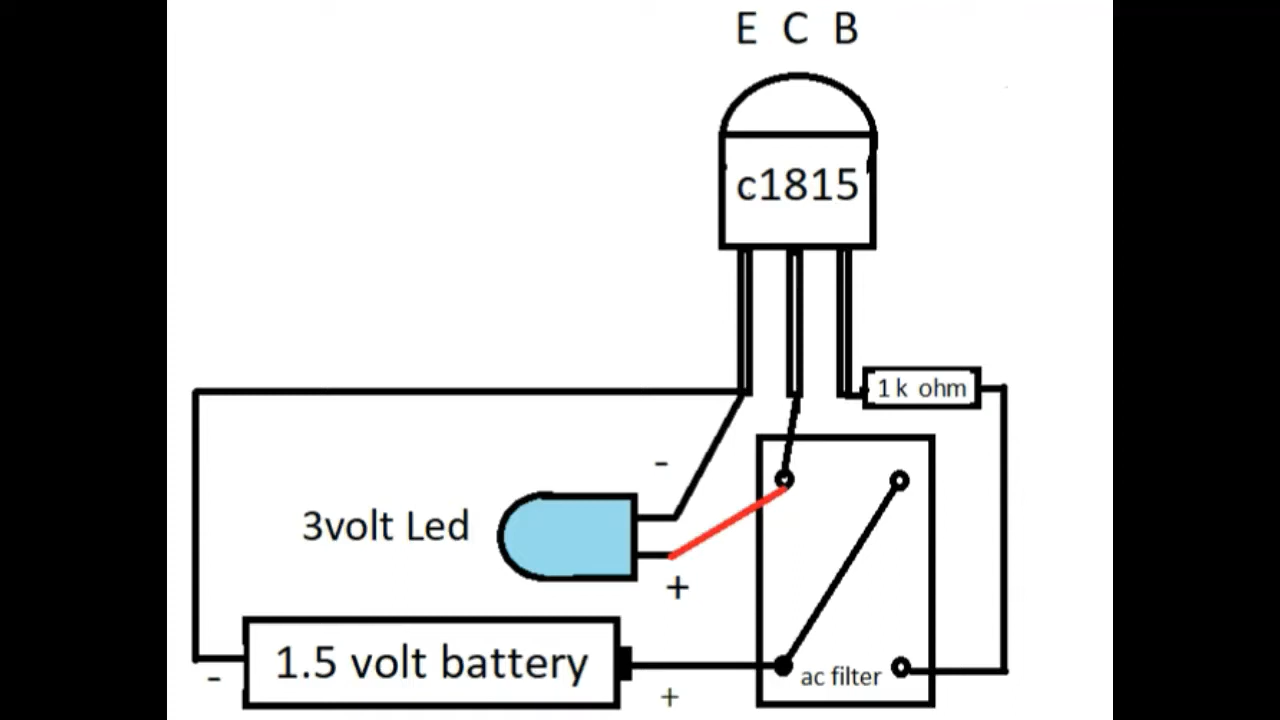 E C B
c1815
1 k ohm
-
3volt Led
+
1.5 volt battery
ac filter
-
+